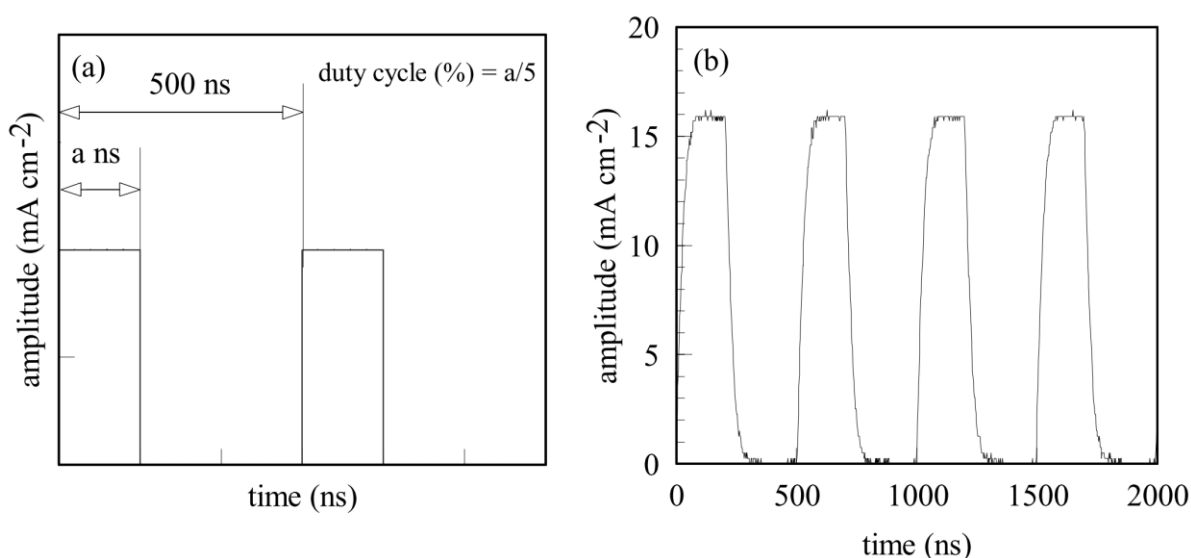 (a)
duty cycle (%) = a/5
500 ns
a ns
amplitude (mA cm-2)
time (ns)
(b)
20
15
10
5
0
0 500 1000 1500 2000
amplitude (mA cm-2)
time (ns)